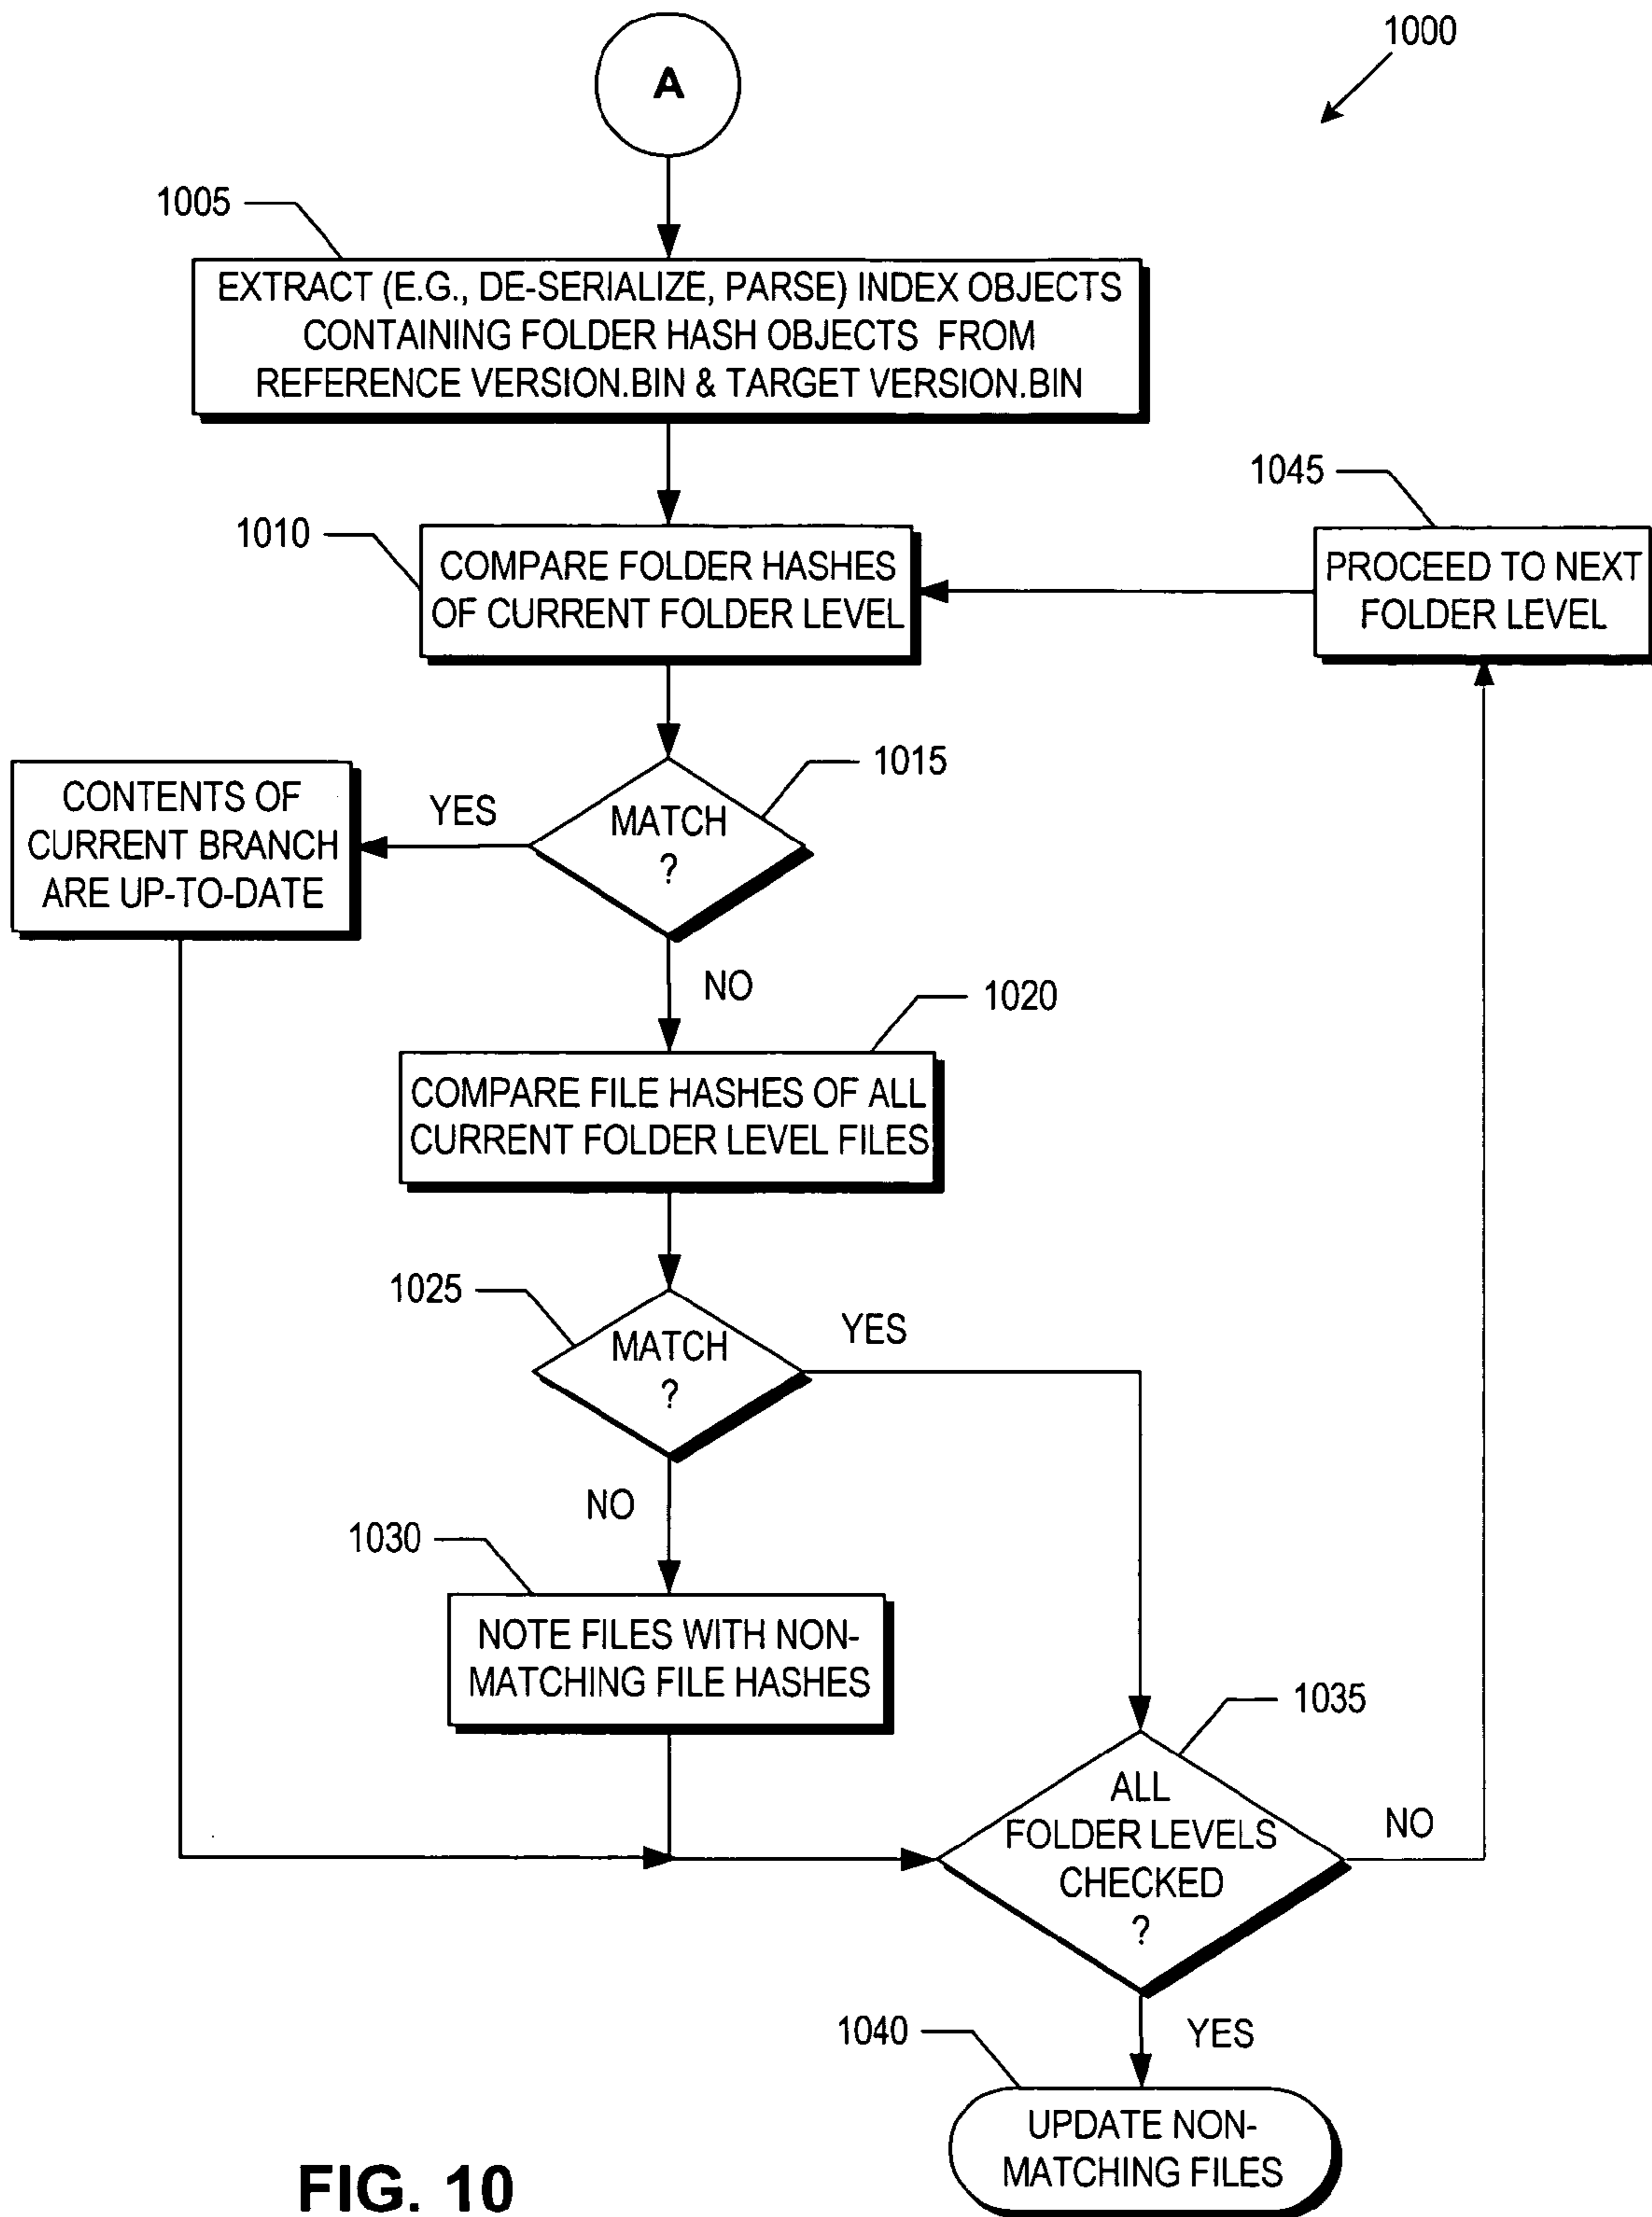 1000
A
1005
EXTRACT (E.G., DE-SERIALIZE, PARSE) INDEX OBJECTS
CONTAINING FOLDER HASH OBJECTS FROM
REFERENCE VERSION.BIN & TARGET VERSION.BIN
1045
1010
COMPARE FOLDER HASHES
OF CURRENT FOLDER LEVEL
PROCEED TO NEXT
FOLDER LEVEL
1015
CONTENTS OF
CURRENT BRANCH
ARE UP-TO-DATE
YES
MATCH
?
NO
1020
COMPARE FILE HASHES OF ALL
CURRENT FOLDER LEVEL FILES
1025
MATCH
?
YES
NO
1030
NOTE FILES WITH NON-
MATCHING FILE HASHES
1035
ALL
FOLDER LEVELS
CHECKED
?
NO
YES
1040
UPDATE NON-
MATCHING FILES
FIG. 10